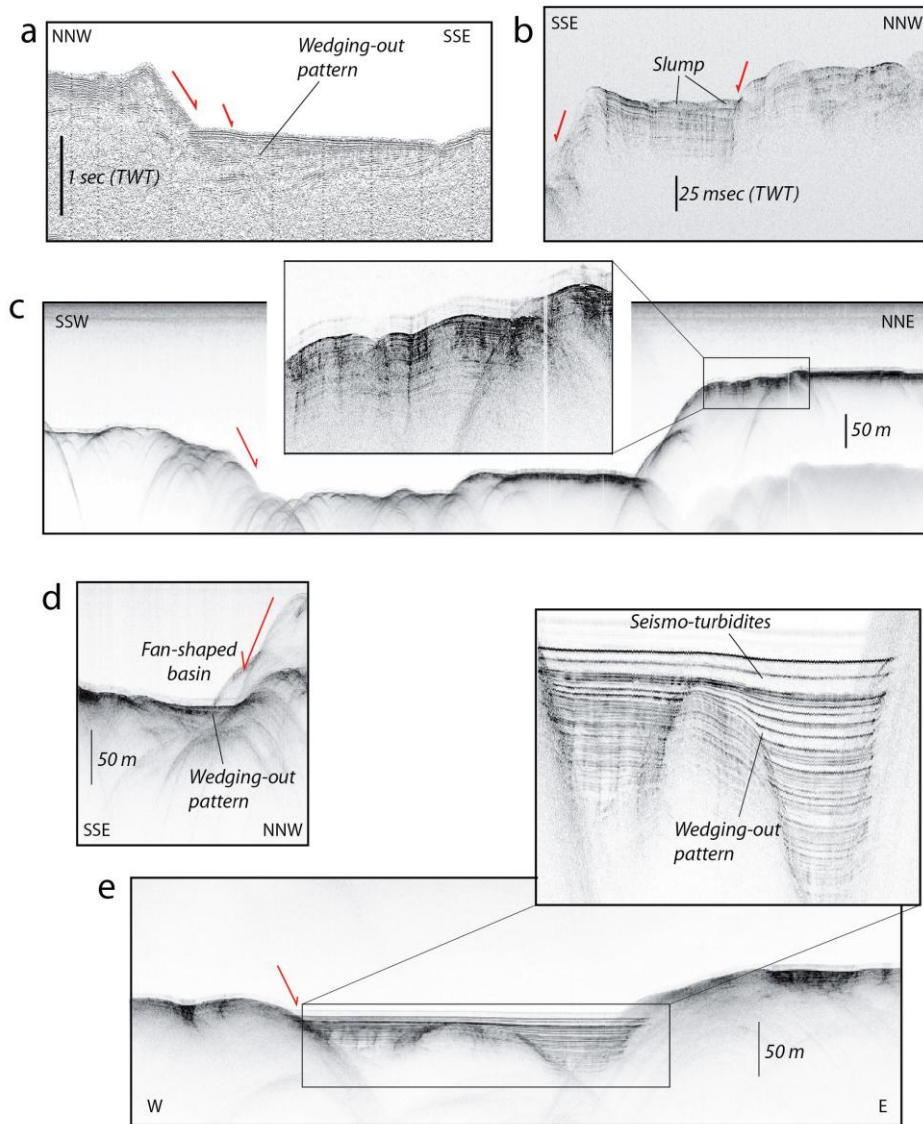 a
NNW
SSE
Wedging-out
pattern
1 sec (TWT)
b
SSE
NNW
Slump
25 msec (TWT)
c
SSW
NNE
50 m
d
Fan-shaped
basin
50 m
Wedging-out
pattern
SSE
NNW
Seismo-turbidites
Wedging-out
pattern
e
50 m
W
E